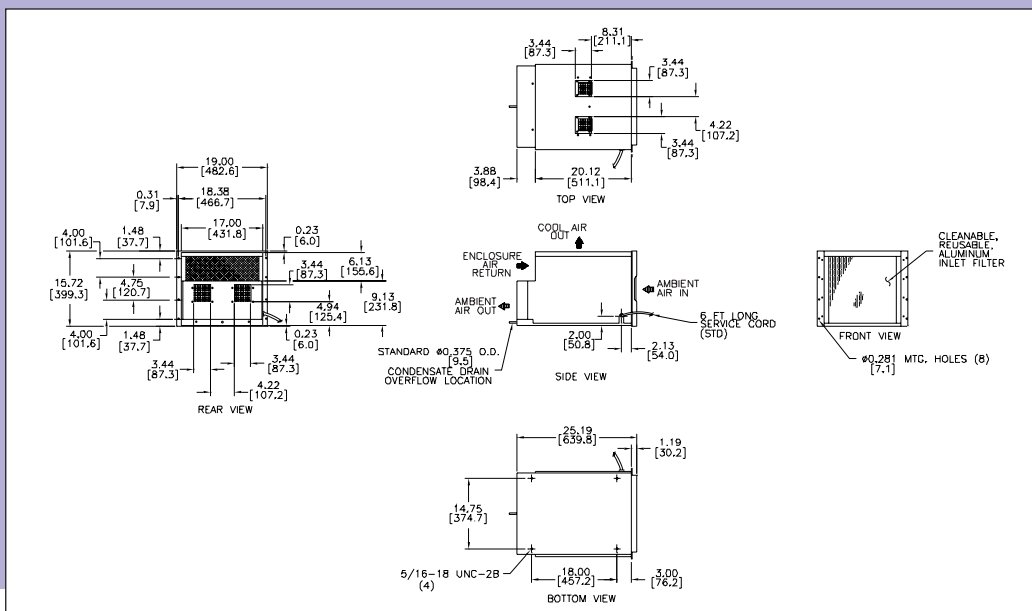 8.31
[211.1]
3.44
[87.3]
3.44
[87.3]
4.22
[107.2]
3.44
[87.3]
3.88
[98.4]
20.12
[511.1]
TOP VIEW
19.00
[482.6]
0.31
[7.9]
18.38
[466.7]
4.00
[101.6]
1.48
[37.7]
17.00
[431.8]
0.23
[6.0]
6.13
[155.6]
3.44
[87.3]
15.72
[399.3]
4.75
[120.7]
9.13
[231.8]
4.94
[125.4]
4.00
[101.6]
1.48
[37.7]
0.23
[6.0]
3.44
[87.3]
3.44
[87.3]
4.22
[107.2]
REAR VIEW
COOL AIR
OUT
ENCLOSURE
AIR
RETURN
AMBIENT
AIR IN
AMBIENT
AIR OUT
6 FT LONG
SERVICE CORD
(STD)
2.00
[50.8]
2.13
[54.0]
STANDARD ø0.375 O.D.
[9.5]
CONDENSATE DRAIN
OVERFLOW LOCATION
SIDE VIEW
CLEANABLE,
REUSABLE,
ALUMINUM
INLET FILTER
FRONT VIEW
ø0.281 MTG. HOLES (8)
[7.1]
25.19
[639.8]
1.19
[30.2]
14.75
[374.7]
5/16-18 UNC-2B
(4)
18.00
[457.2]
3.00
[76.2]
BOTTOM VIEW